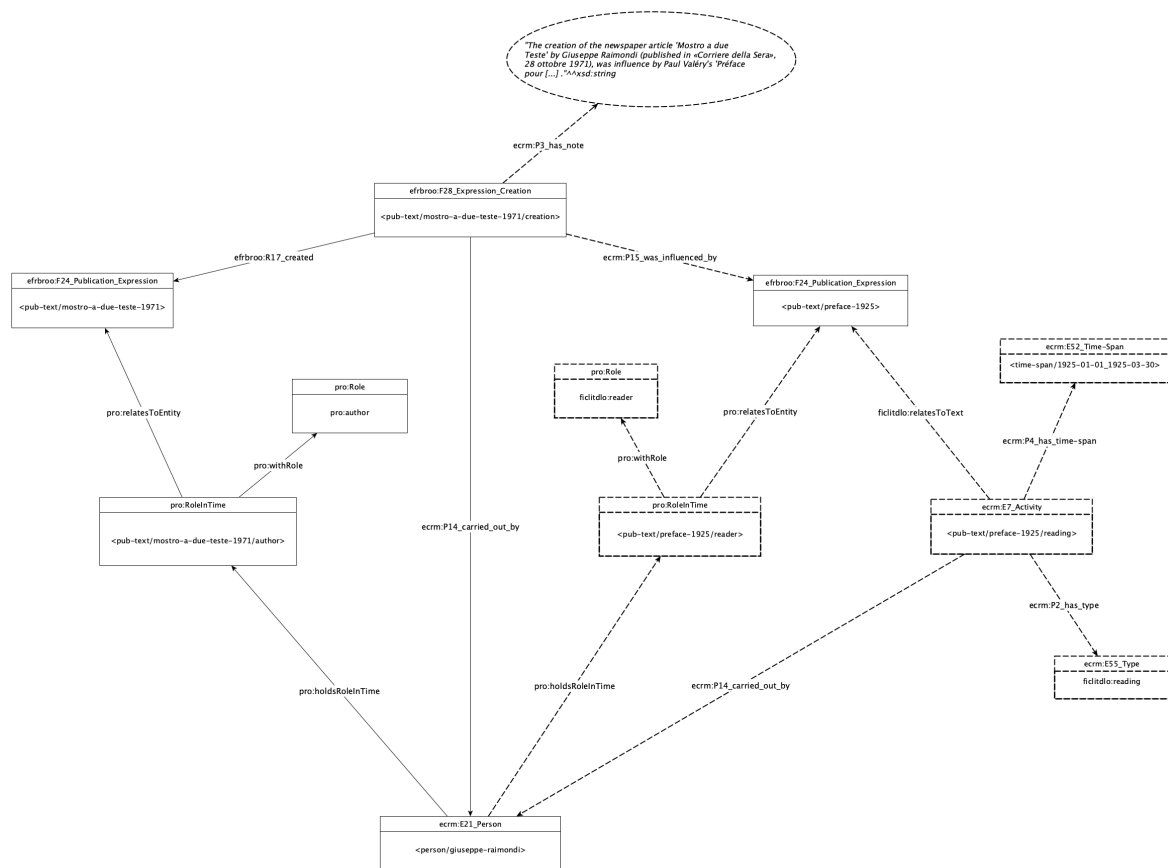 "The creation of the newspaper article 'Mostro a due
Teste' by Giuseppe Raimondi (published in «Corriere della Sera»,
28 ottobre 1971), was influence by Paul Valéry's 'Préface
pour [...] ."^^xsd:string
ecrm:P3_has_note
efrbroo:F28_Expression_Creation
<pub-text/mostro-a-due-teste-1971/creation>
efrbroo:R17_created
ecrm:P15_was_influenced_by
efrbroo:F24_Publication_Expression
<pub-text/mostro-a-due-teste-1971>
efrbroo:F24_Publication_Expression
<pub-text/preface-1925>
ecrm:E52_Time-Span
<time-span/1925-01-01_1925-03-30>
pro:Role
ficlitdlo:reader
pro:Role
pro:author
pro:relatesToEntity
pro:relatesToEntity
ficlitdlo:relatesToText
ecrm:P4_has_time-span
pro:withRole
pro:withRole
pro:RoleInTime
<pub-text/mostro-a-due-teste-1971/author>
ecrm:P14_carried_out_by
pro:RoleInTime
<pub-text/preface-1925/reader>
ecrm:E7_Activity
<pub-text/preface-1925/reading>
ecrm:P2_has_type
ecrm:E55_Type
ficlitdlo:reading
pro:holdsRoleInTime
pro:holdsRoleInTime
ecrm:P14_carried_out_by
ecrm:E21_Person
<person/giuseppe-raimondi>